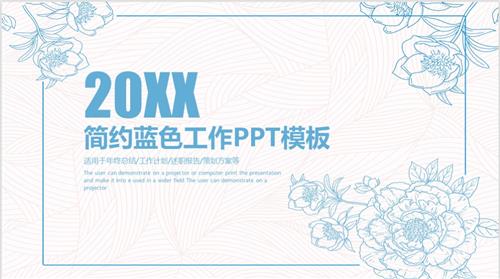 20XX
简约蓝色工作PPT模板
适用于年终总结/工作计划/述职报告/策划方案等
The user can demonstrate on a projector or computer print the presentation
and make it into a used in a wider field The user can demonstrate on a
projector